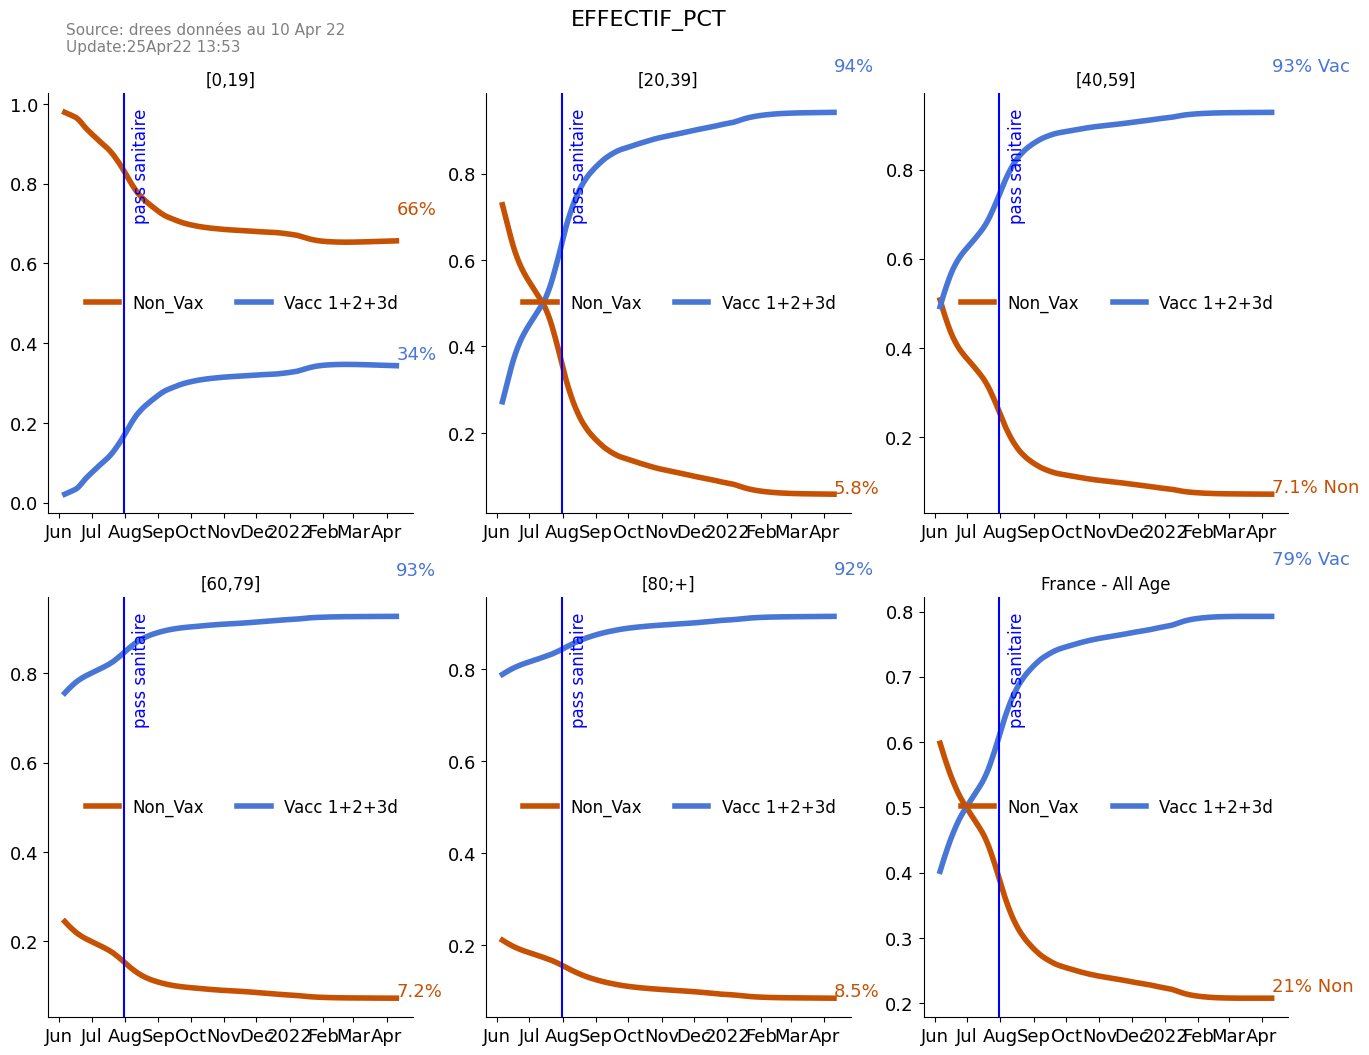 EFFECTIF_PCT
Source: drees données au 10 Apr 22
Update:25Apr22 13:53
[0,19]
1.0
0.8
0.6
0.4
0.2
0.0
pass sanitaire
66%
34%
Non_Vax
Vacc 1+2+3d
Jun Jul Aug Sep Oct Nov Dec 2022 Feb Mar Apr
[20,39]
94%
0.8
0.6
0.4
0.2
pass sanitaire
Non_Vax
Vacc 1+2+3d
5.8%
Jun Jul Aug Sep Oct Nov Dec 2022 Feb Mar Apr
[40,59]
93% Vac
0.8
0.6
0.4
0.2
pass sanitaire
Non_Vax
Vacc 1+2+3d
7.1% Non
Jun Jul Aug Sep Oct Nov Dec 2022 Feb Mar Apr
[60,79]
93%
0.8
0.6
0.4
0.2
pass sanitaire
Non_Vax
Vacc 1+2+3d
7.2%
Jun Jul Aug Sep Oct Nov Dec 2022 Feb Mar Apr
[80;+]
92%
0.8
0.6
0.4
0.2
pass sanitaire
Non_Vax
Vacc 1+2+3d
8.5%
Jun Jul Aug Sep Oct Nov Dec 2022 Feb Mar Apr
France - All Age
79% Vac
0.8
0.7
0.6
0.5
0.4
0.3
0.2
pass sanitaire
Non_Vax
Vacc 1+2+3d
21% Non
Jun Jul Aug Sep Oct Nov Dec 2022 Feb Mar Apr